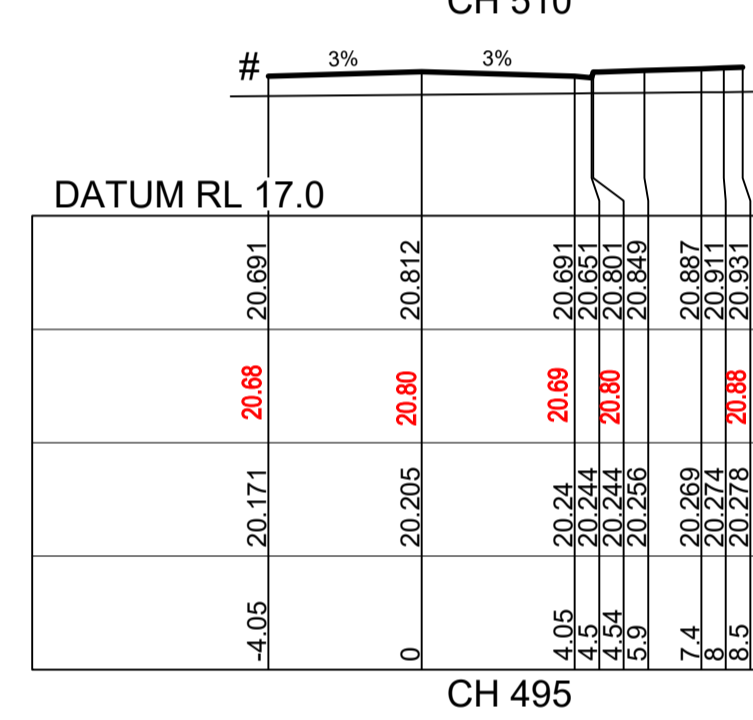 CH 510
# 3% 3%
DATUM RL 17.0
20.691 20.812 20.691 20.651 20.801 20.849 20.887 20.911 20.931
20.68 20.80 20.69 20.80 20.88
20.171 20.205 20.24 20.244 20.244 20.256 20.269 20.274 20.278
-4.05 0 4.05 4.5 4.54 5.9 7.4 8 8.5
CH 495